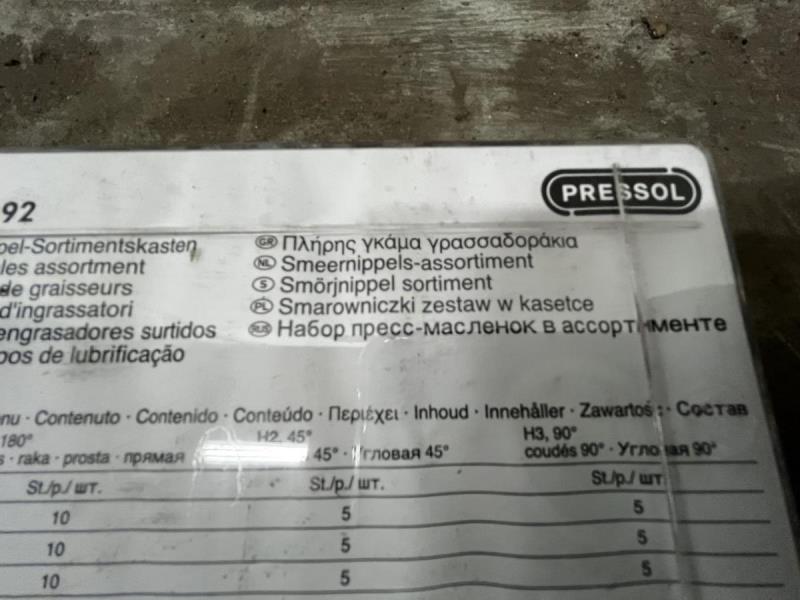 92
PRESSOL
pel-Sortimentskasten GR Πλήρης γκάμα γρασσαδοράκια
les assortment NL Smeernippels-assortiment
de graisseurs S Smörjnippel sortiment
d'ingrassatori PL Smarowniczki zestaw w kasetce
engrasadores surtidos RUS Набор пресс-масленок в ассортименте
pos de lubrificação
nu · Contenuto · Contenido · Conteúdo · Περιέχει · Inhoud · Innehåller · Zawartość : · Состав
180° H2, 45° H3, 90°
s · raka · prosta · прямая 45° · Угловая 45° coudés 90° · Угловая 90°
St./p./ шт. St./p./ шт. St./p./ шт.
10 5 5
10 5 5
10 5 5